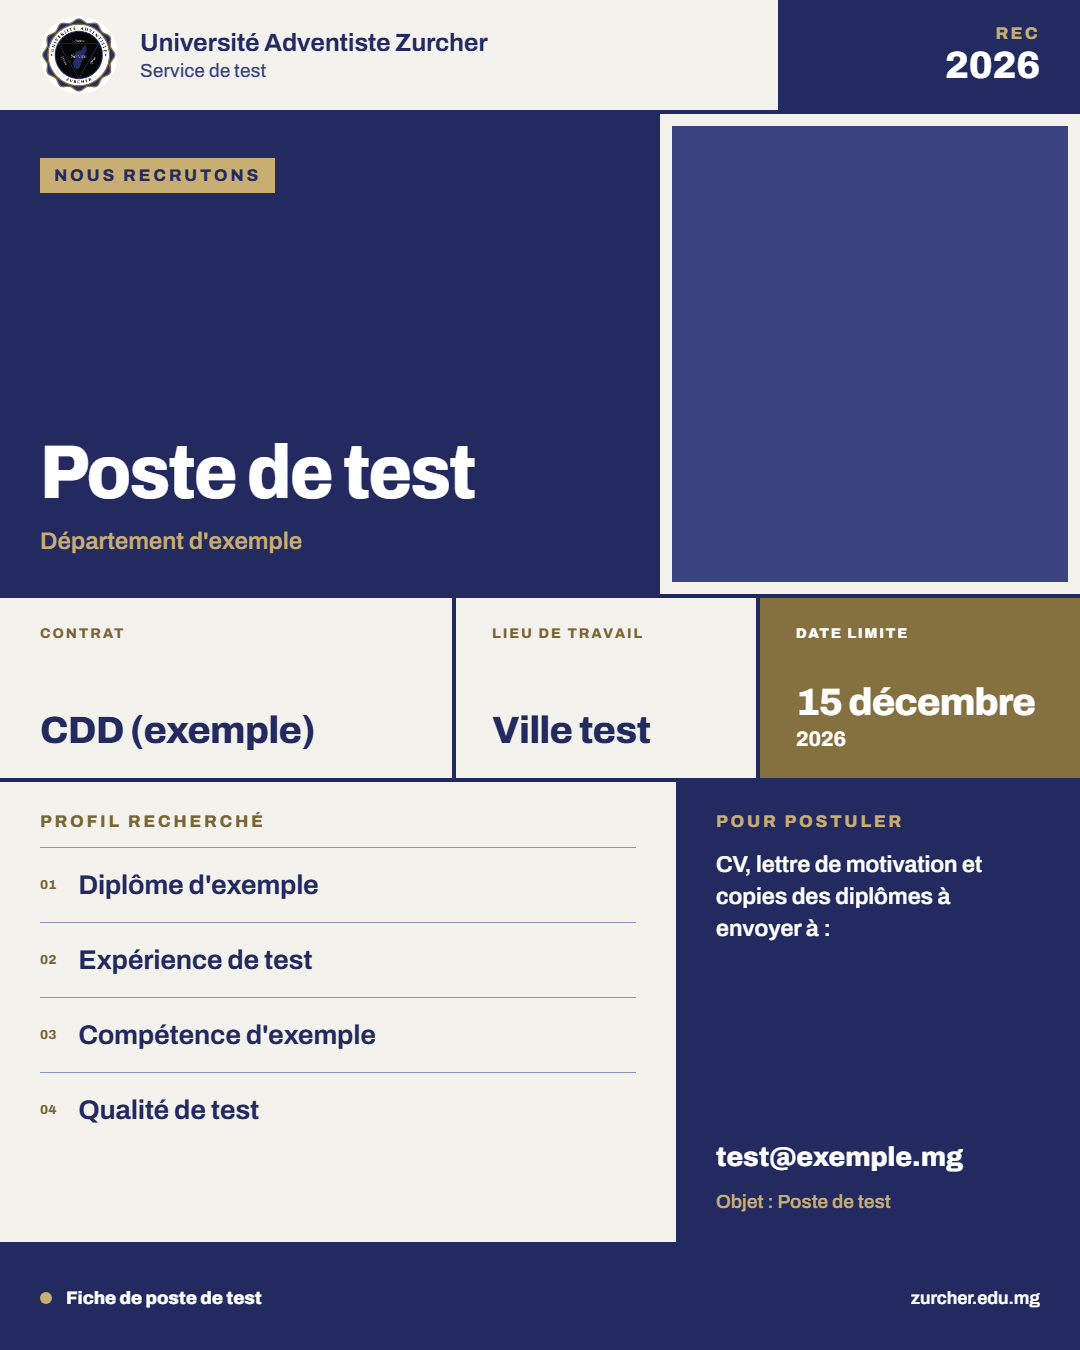 UNIVERSITÉ ADVENTISTE
ZURCHER
Université Adventiste Zurcher
Service de test
REC
2026
NOUS RECRUTONS
Poste de test
Département d'exemple
CONTRAT
CDD (exemple)
LIEU DE TRAVAIL
Ville test
DATE LIMITE
15 décembre
2026
PROFIL RECHERCHÉ
01 Diplôme d'exemple
02 Expérience de test
03 Compétence d'exemple
04 Qualité de test
POUR POSTULER
CV, lettre de motivation et
copies des diplômes à
envoyer à :
test@exemple.mg
Objet : Poste de test
Fiche de poste de test
zurcher.edu.mg